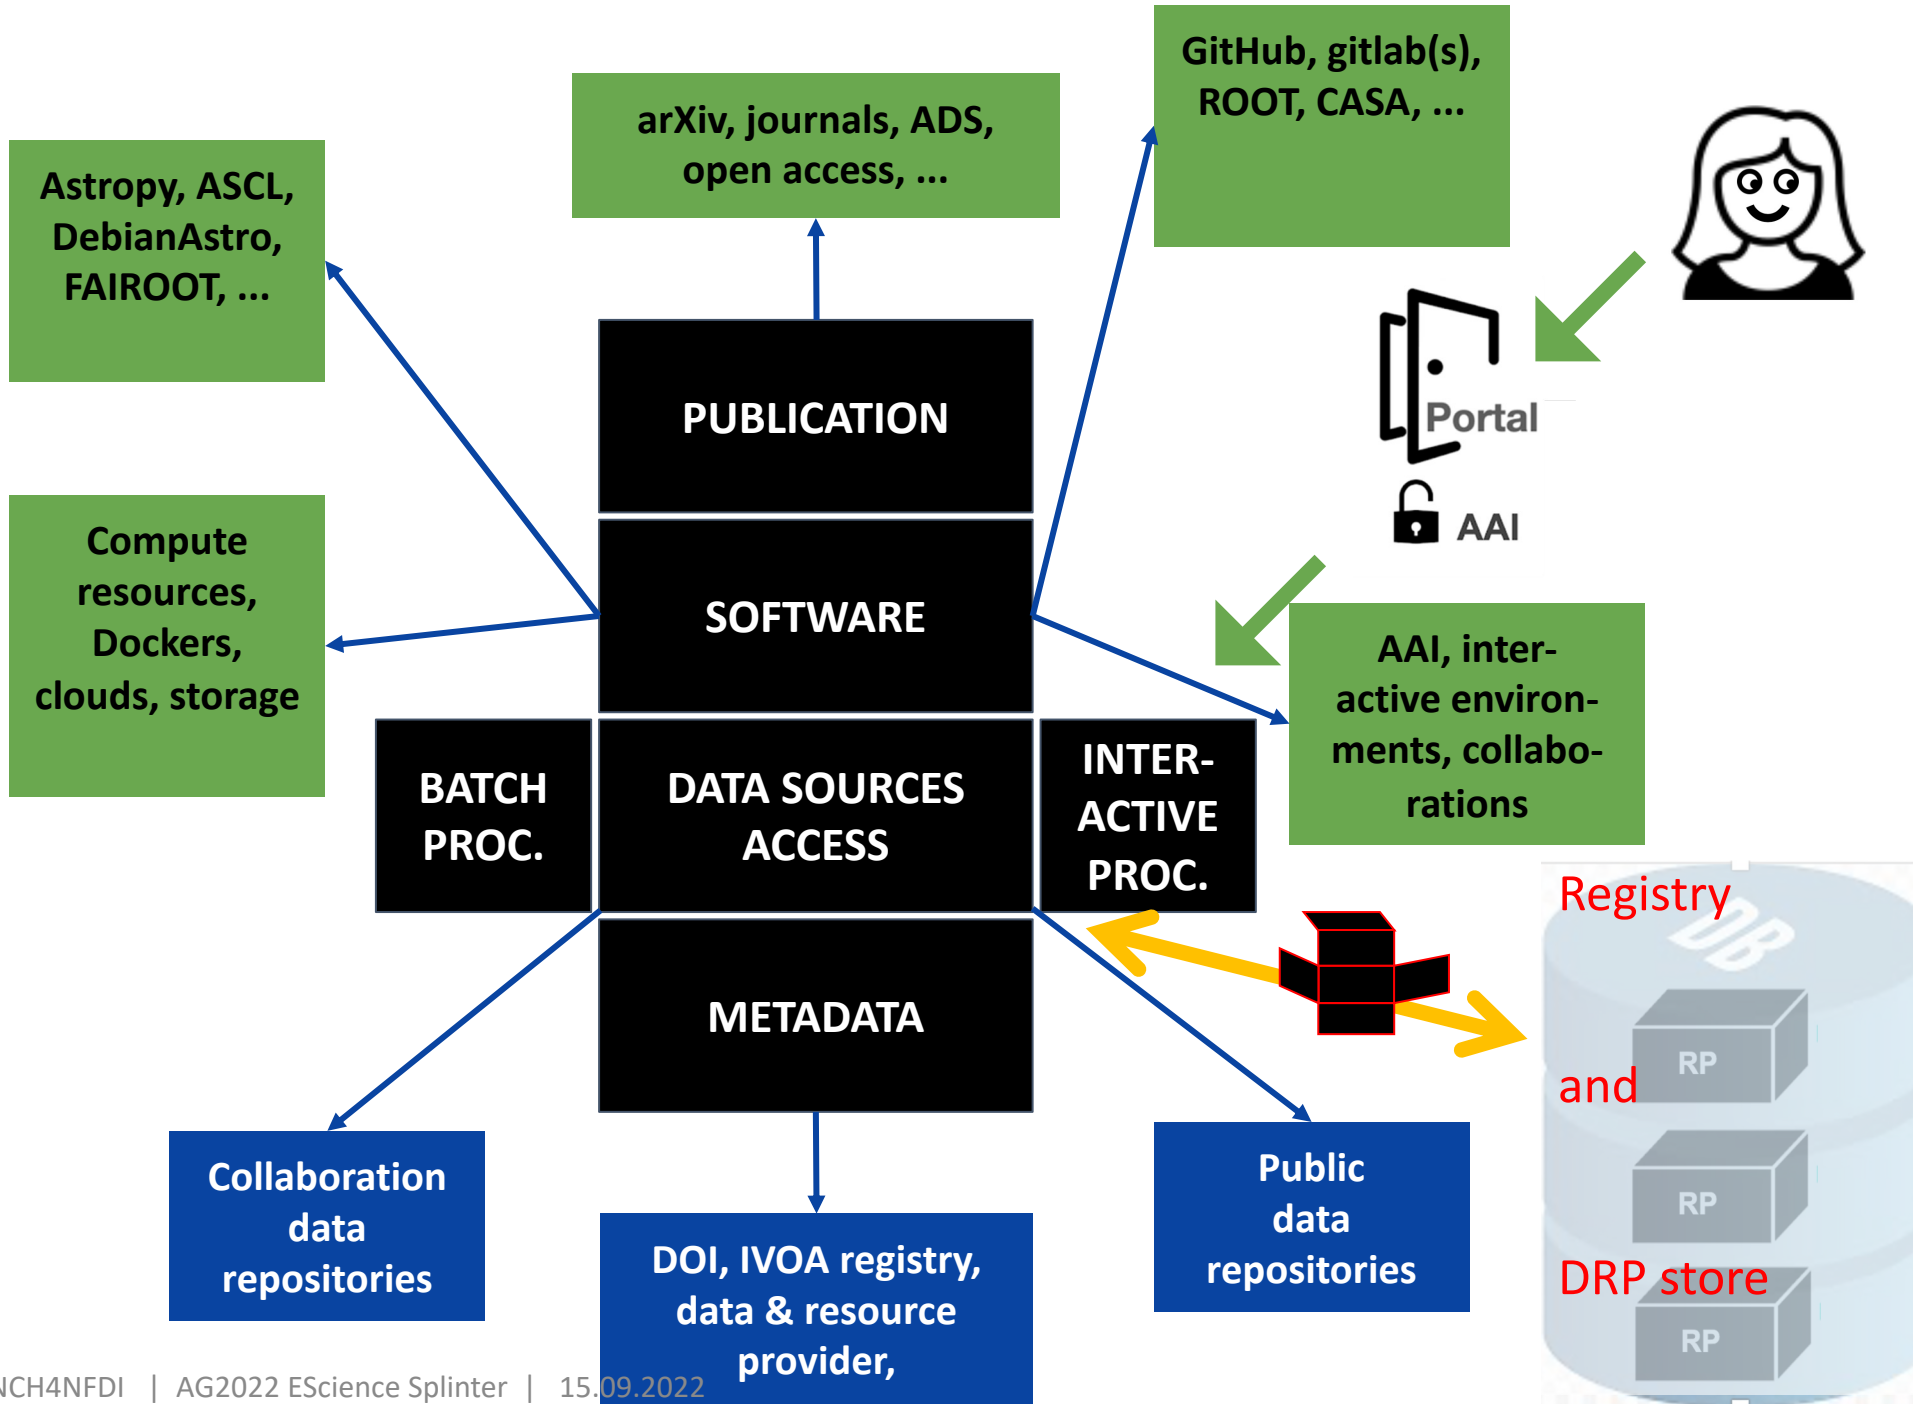 GitHub, gitlab(s),
ROOT, CASA, ...
arXiv, journals, ADS,
open access, ...
Astropy, ASCL,
DebianAstro,
FAIROOT, ...
PUBLICATION
Portal
AAI
Compute
resources,
Dockers,
clouds, storage
SOFTWARE
AAI, inter-
active environ-
ments, collabo-
rations
BATCH
PROC.
DATA SOURCES
ACCESS
INTER-
ACTIVE
PROC.
METADATA
Registry
DB
RP
and
RP
DRP store
RP
Collaboration
data
repositories
DOI, IVOA registry,
data & resource
provider,
Public
data
repositories
NCH4NFDI | AG2022 EScience Splinter | 15.09.2022